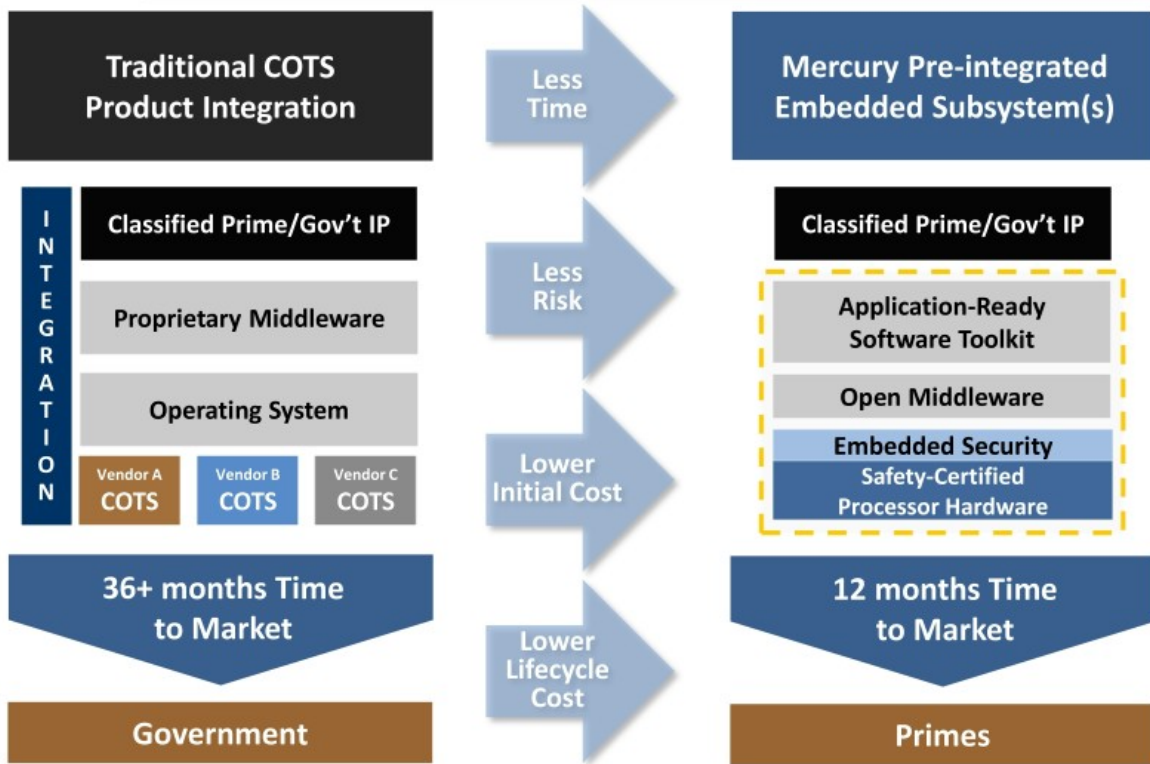 Traditional COTS
Product Integration
Less
Time
Mercury Pre-integrated
Embedded Subsystem(s)
INTEGRATION
Classified Prime/Gov't IP
Proprietary Middleware
Operating System
Vendor A
COTS
Vendor B
COTS
Vendor C
COTS
Less
Risk
Lower
Initial Cost
Lower
Lifecycle
Cost
Classified Prime/Gov't IP
Application-Ready
Software Toolkit
Open Middleware
Embedded Security
Safety-Certified
Processor Hardware
36+ months Time
to Market
12 months Time
to Market
Government
Primes